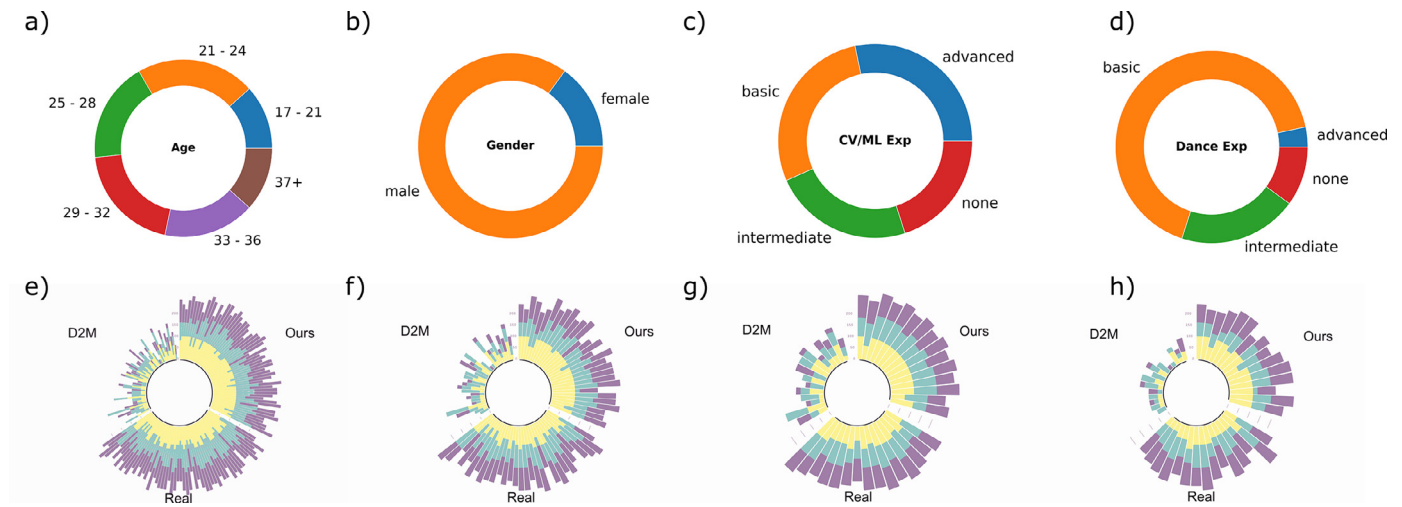 a)
21 - 24
25 - 28
17 - 21
Age
37+
29 - 32
33 - 36
b)
female
Gender
male
c)
advanced
basic
CV/ML Exp
none
intermediate
d)
basic
advanced
Dance Exp
none
intermediate
e)
D2M
Ours
Real
f)
D2M
Ours
Real
g)
D2M
Ours
Real
h)
D2M
Ours
Real